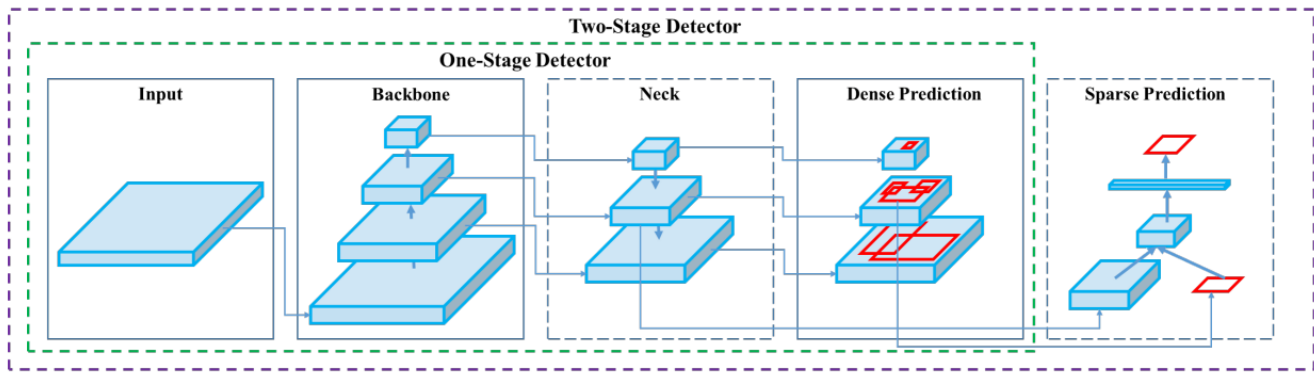 Two-Stage Detector
One-Stage Detector
Input
Backbone
Neck
Dense Prediction
Sparse Prediction